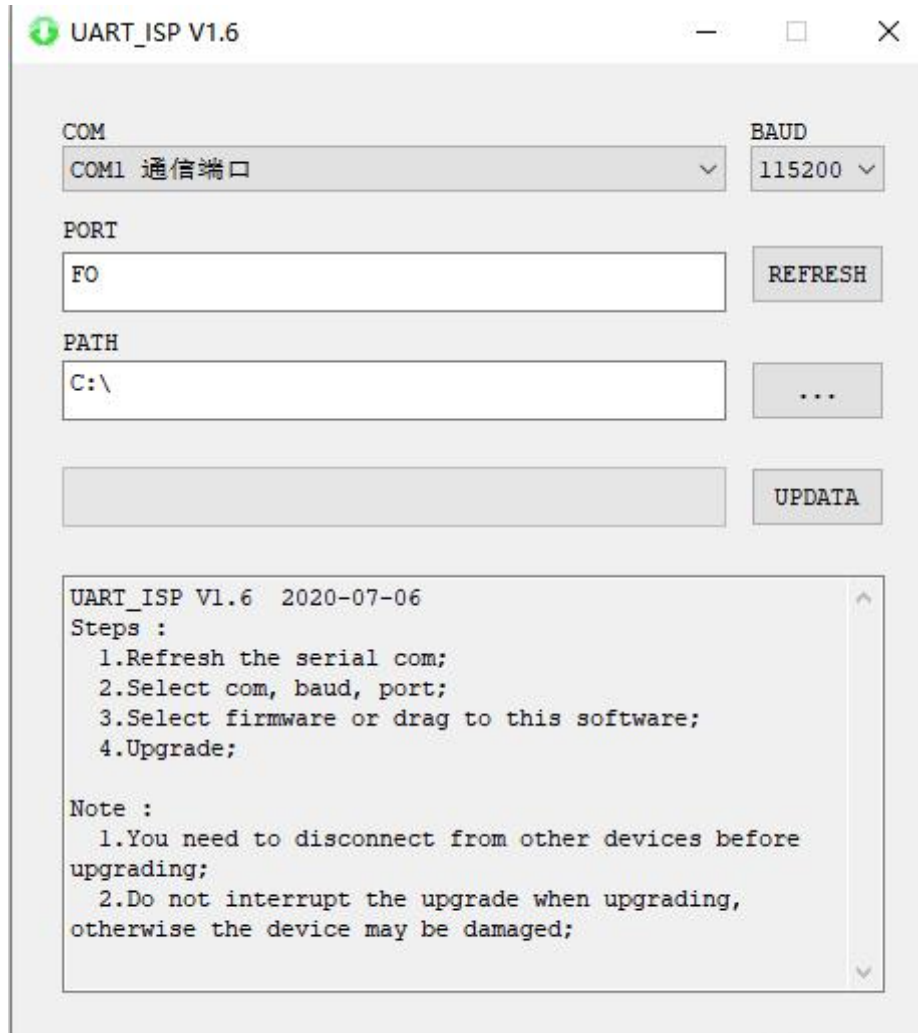 UART_ISP V1.6
COM
BAUD
COM1 通信端口
115200
PORT
FO
REFRESH
PATH
C:\
...
UPDATA
UART_ISP V1.6  2020-07-06
Steps :
1.Refresh the serial com;
2.Select com, baud, port;
3.Select firmware or drag to this software;
4.Upgrade;
Note :
1.You need to disconnect from other devices before
upgrading;
2.Do not interrupt the upgrade when upgrading,
otherwise the device may be damaged;